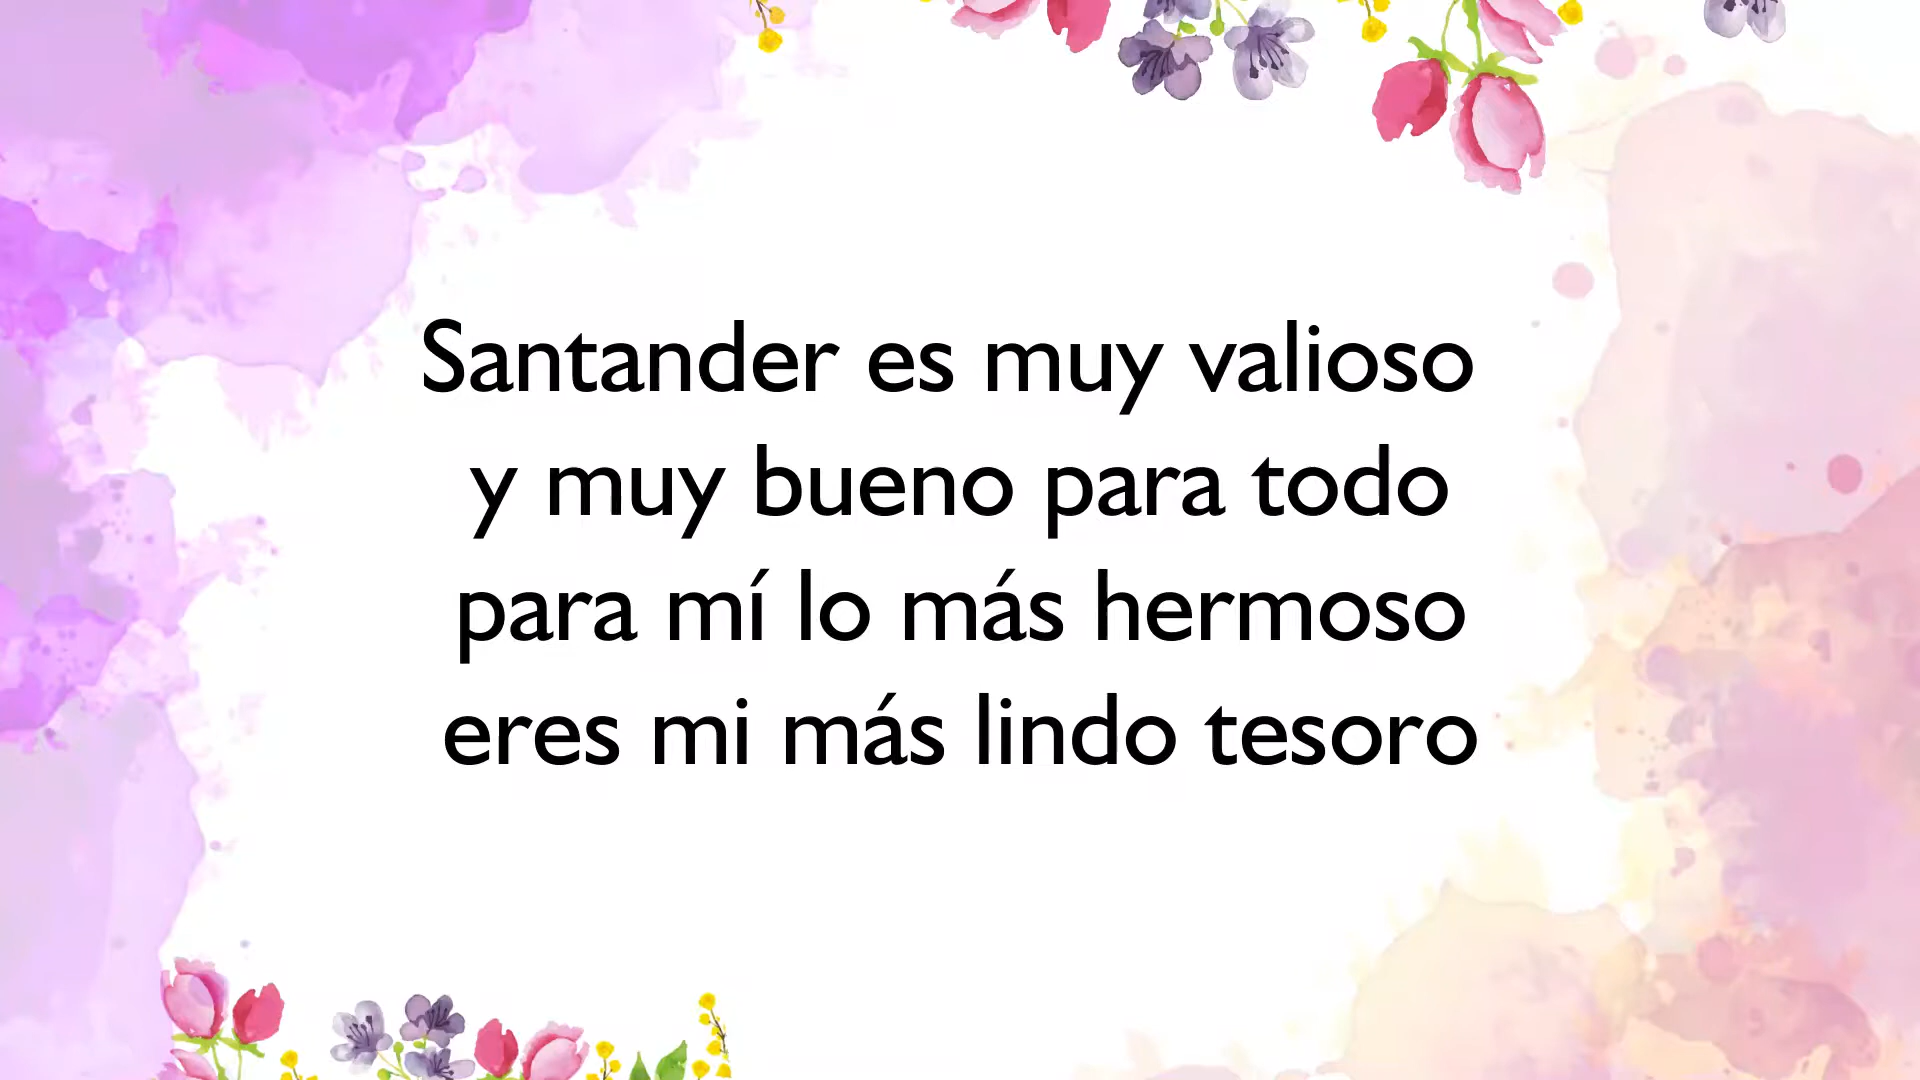 Santander es muy valioso
y muy bueno para todo
para mí lo más hermoso
eres mi más lindo tesoro